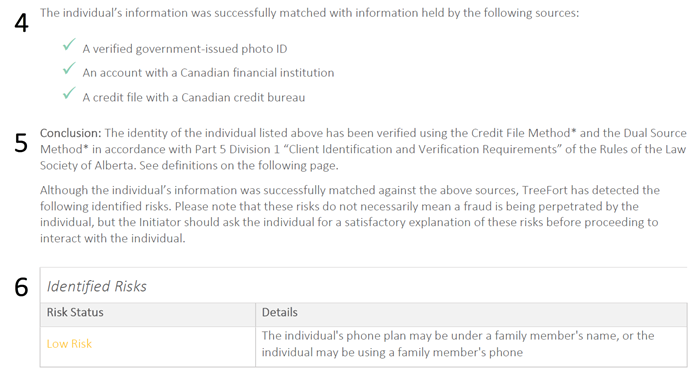 4
The individual's information was successfully matched with information held by the following sources:
✓ A verified government-issued photo ID
✓ An account with a Canadian financial institution
✓ A credit file with a Canadian credit bureau
5
Conclusion: The identity of the individual listed above has been verified using the Credit File Method* and the Dual Source
Method* in accordance with Part 5 Division 1 “Client Identification and Verification Requirements” of the Rules of the Law
Society of Alberta. See definitions on the following page.
Although the individual's information was successfully matched against the above sources, TreeFort has detected the
following identified risks. Please note that these risks do not necessarily mean a fraud is being perpetrated by the
individual, but the Initiator should ask the individual for a satisfactory explanation of these risks before proceeding to
interact with the individual.
6
Identified Risks
Risk Status Details
Low Risk
The individual's phone plan may be under a family member's name, or the
individual may be using a family member's phone